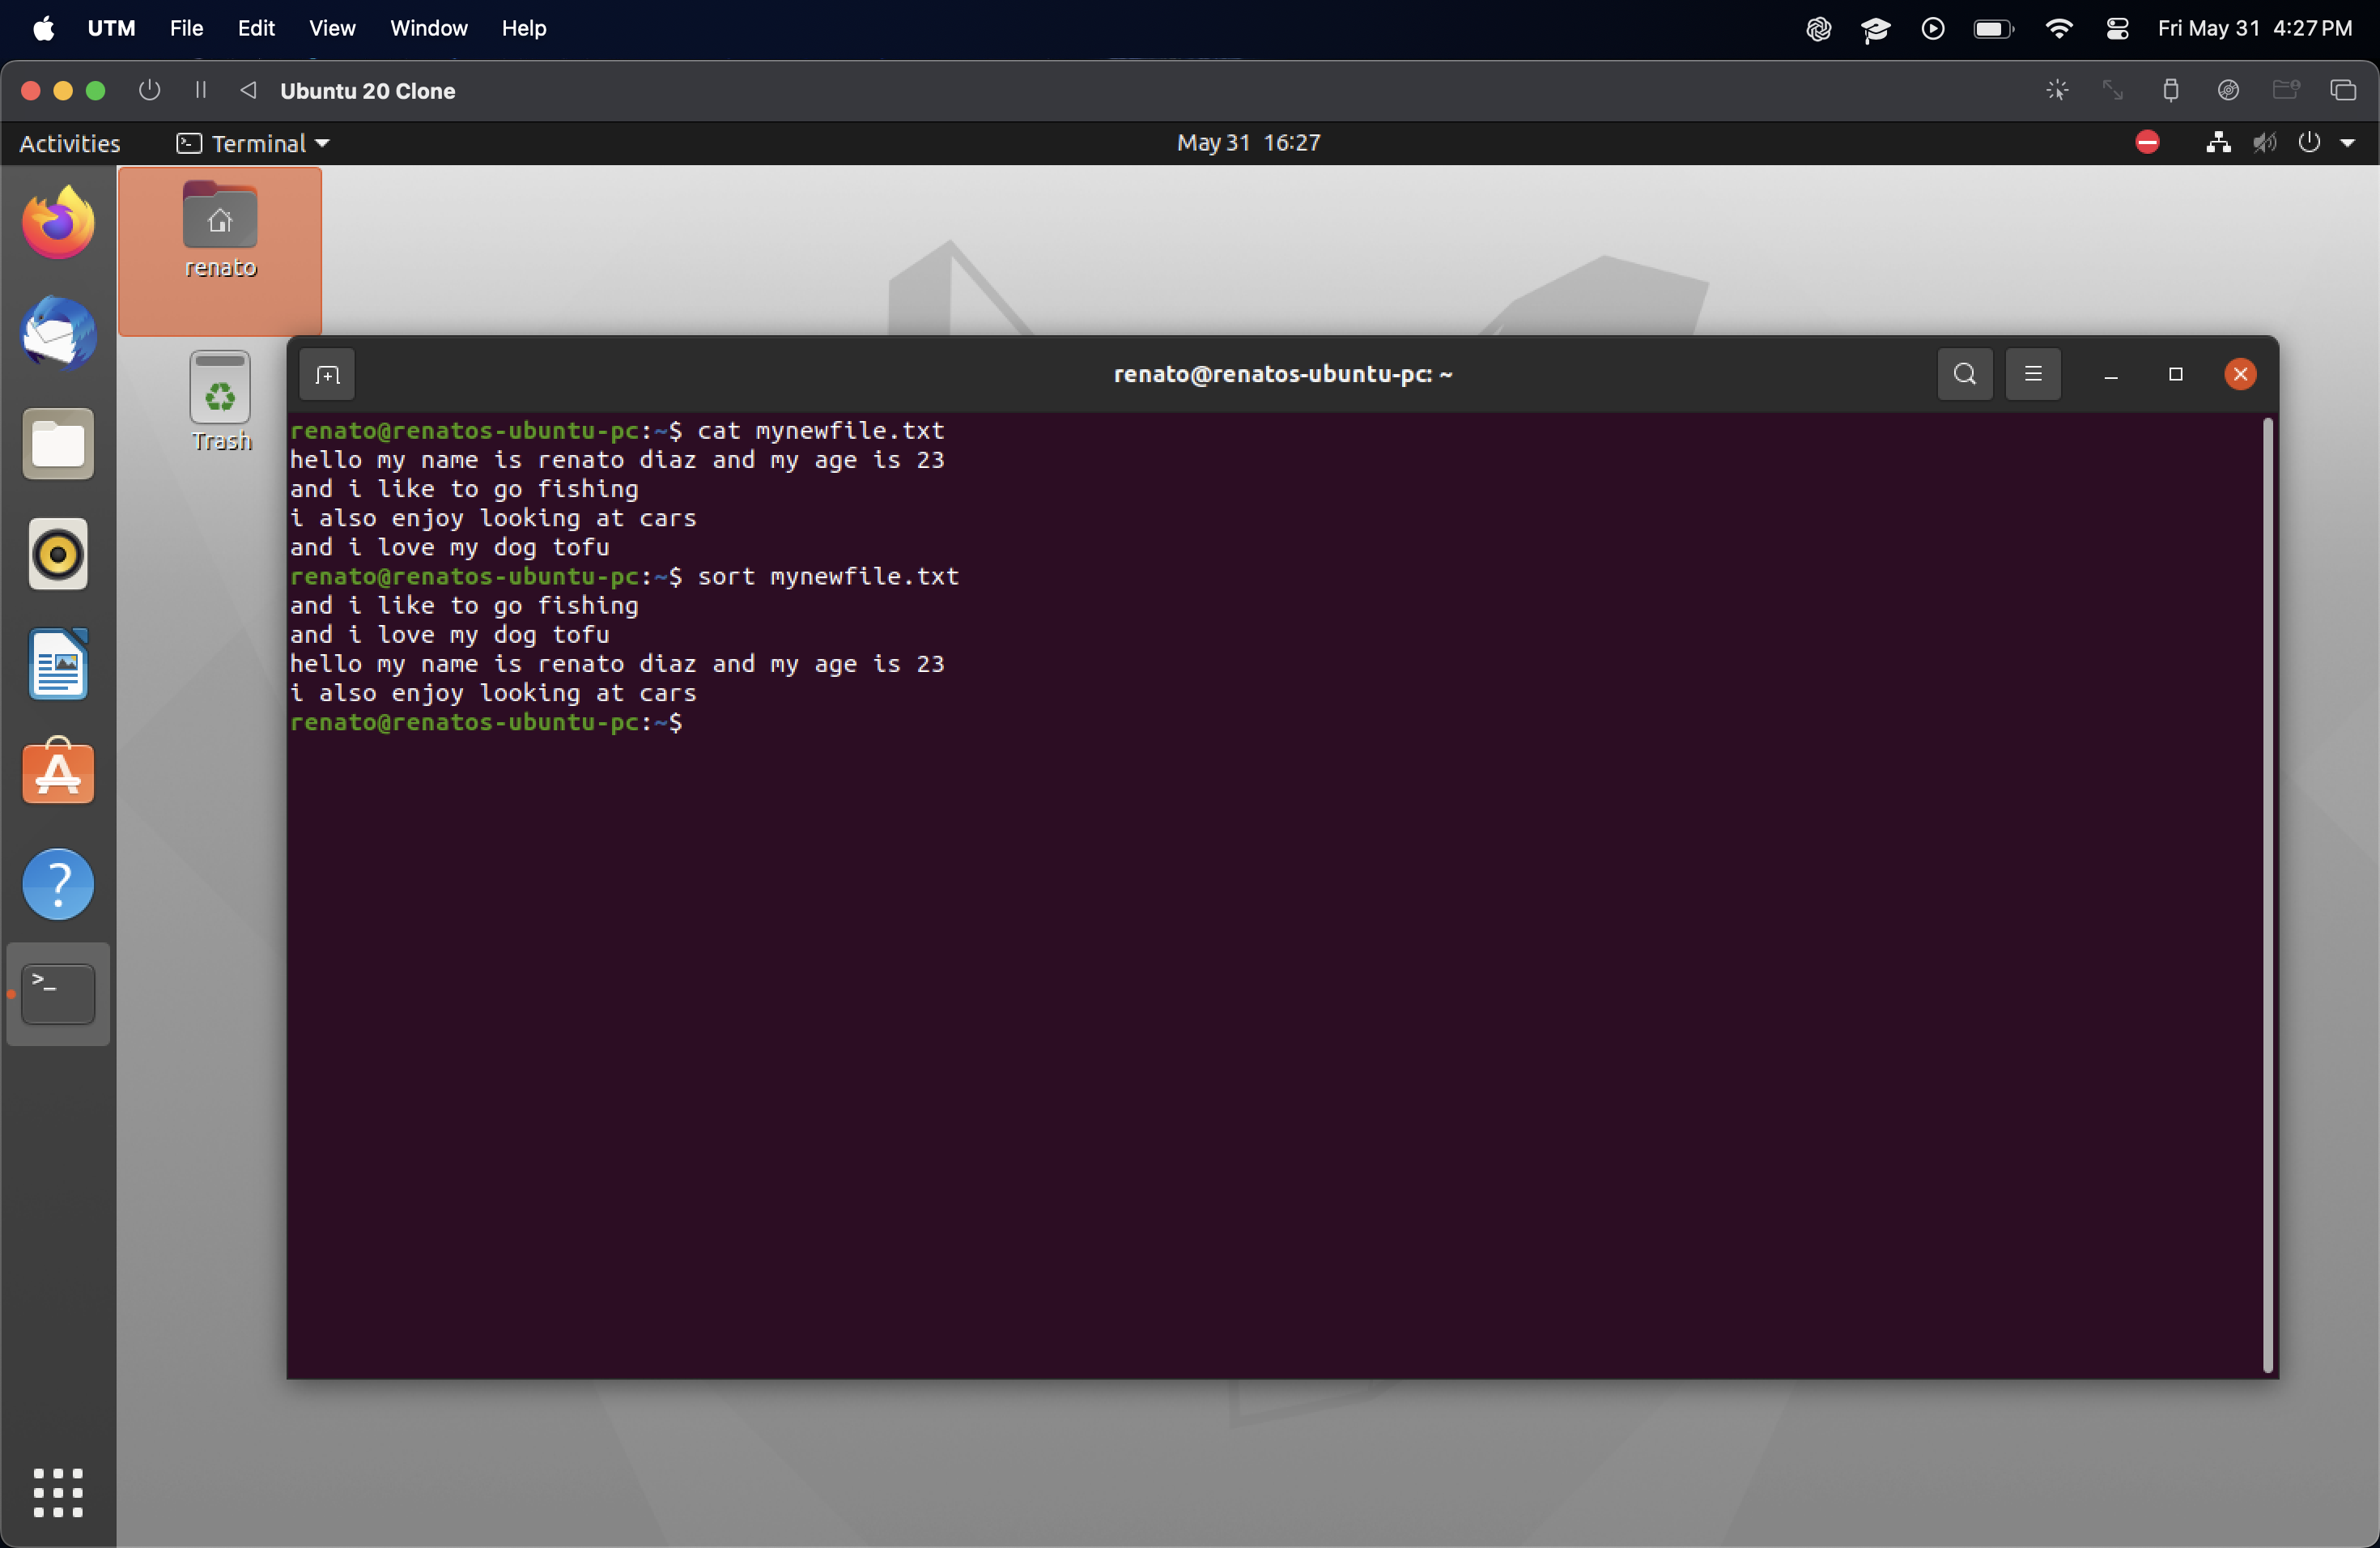 UTM File Edit View Window Help Fri May 31 4:27 PM
Ubuntu 20 Clone
Activities Terminal May 31 16:27
renato
Trash
renato@renatos-ubuntu-pc: ~
renato@renatos-ubuntu-pc:~$ cat mynewfile.txt
hello my name is renato diaz and my age is 23
and i like to go fishing
i also enjoy looking at cars
and i love my dog tofu
renato@renatos-ubuntu-pc:~$ sort mynewfile.txt
and i like to go fishing
and i love my dog tofu
hello my name is renato diaz and my age is 23
i also enjoy looking at cars
renato@renatos-ubuntu-pc:~$